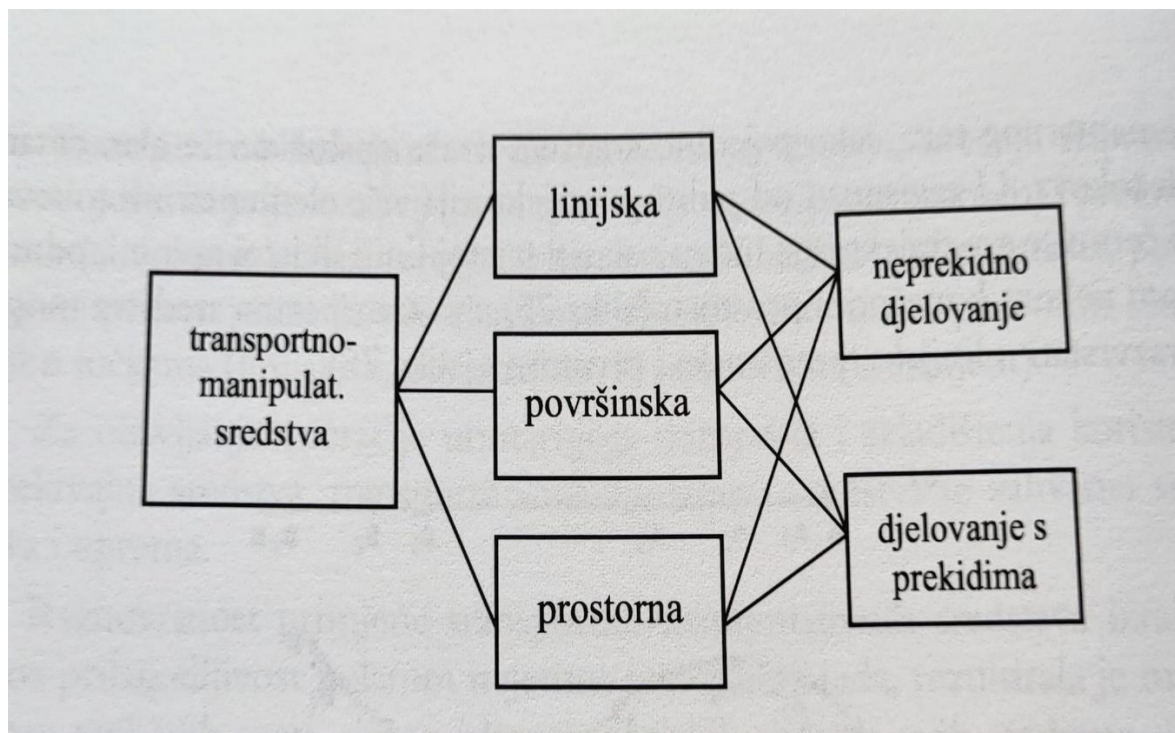 transportno-
manipulat.
sredstva
linijska
površinska
prostorna
neprekidno
djelovanje
djelovanje s
prekidima